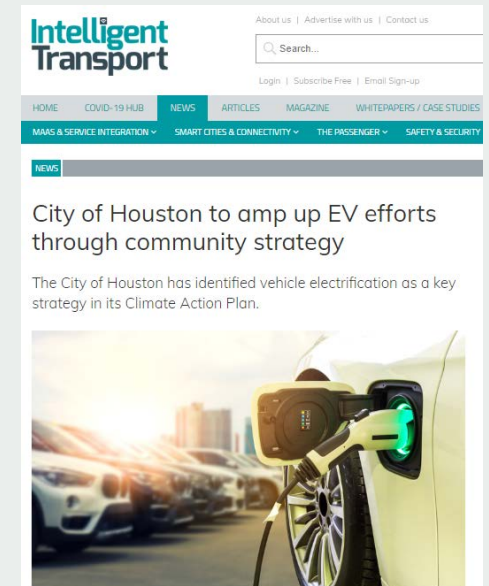 Intelligent
Transport
About us | Advertise with us | Contact us
Search...
Login | Subscribe Free | Email Sign-up
HOME COVID-19 HUB NEWS ARTICLES MAGAZINE WHITEPAPERS / CASE STUDIES
MAAS & SERVICE INTEGRATION SMART CITIES & CONNECTIVITY THE PASSENGER SAFETY & SECURITY
NEWS
City of Houston to amp up EV efforts
through community strategy
The City of Houston has identified vehicle electrification as a key
strategy in its Climate Action Plan.